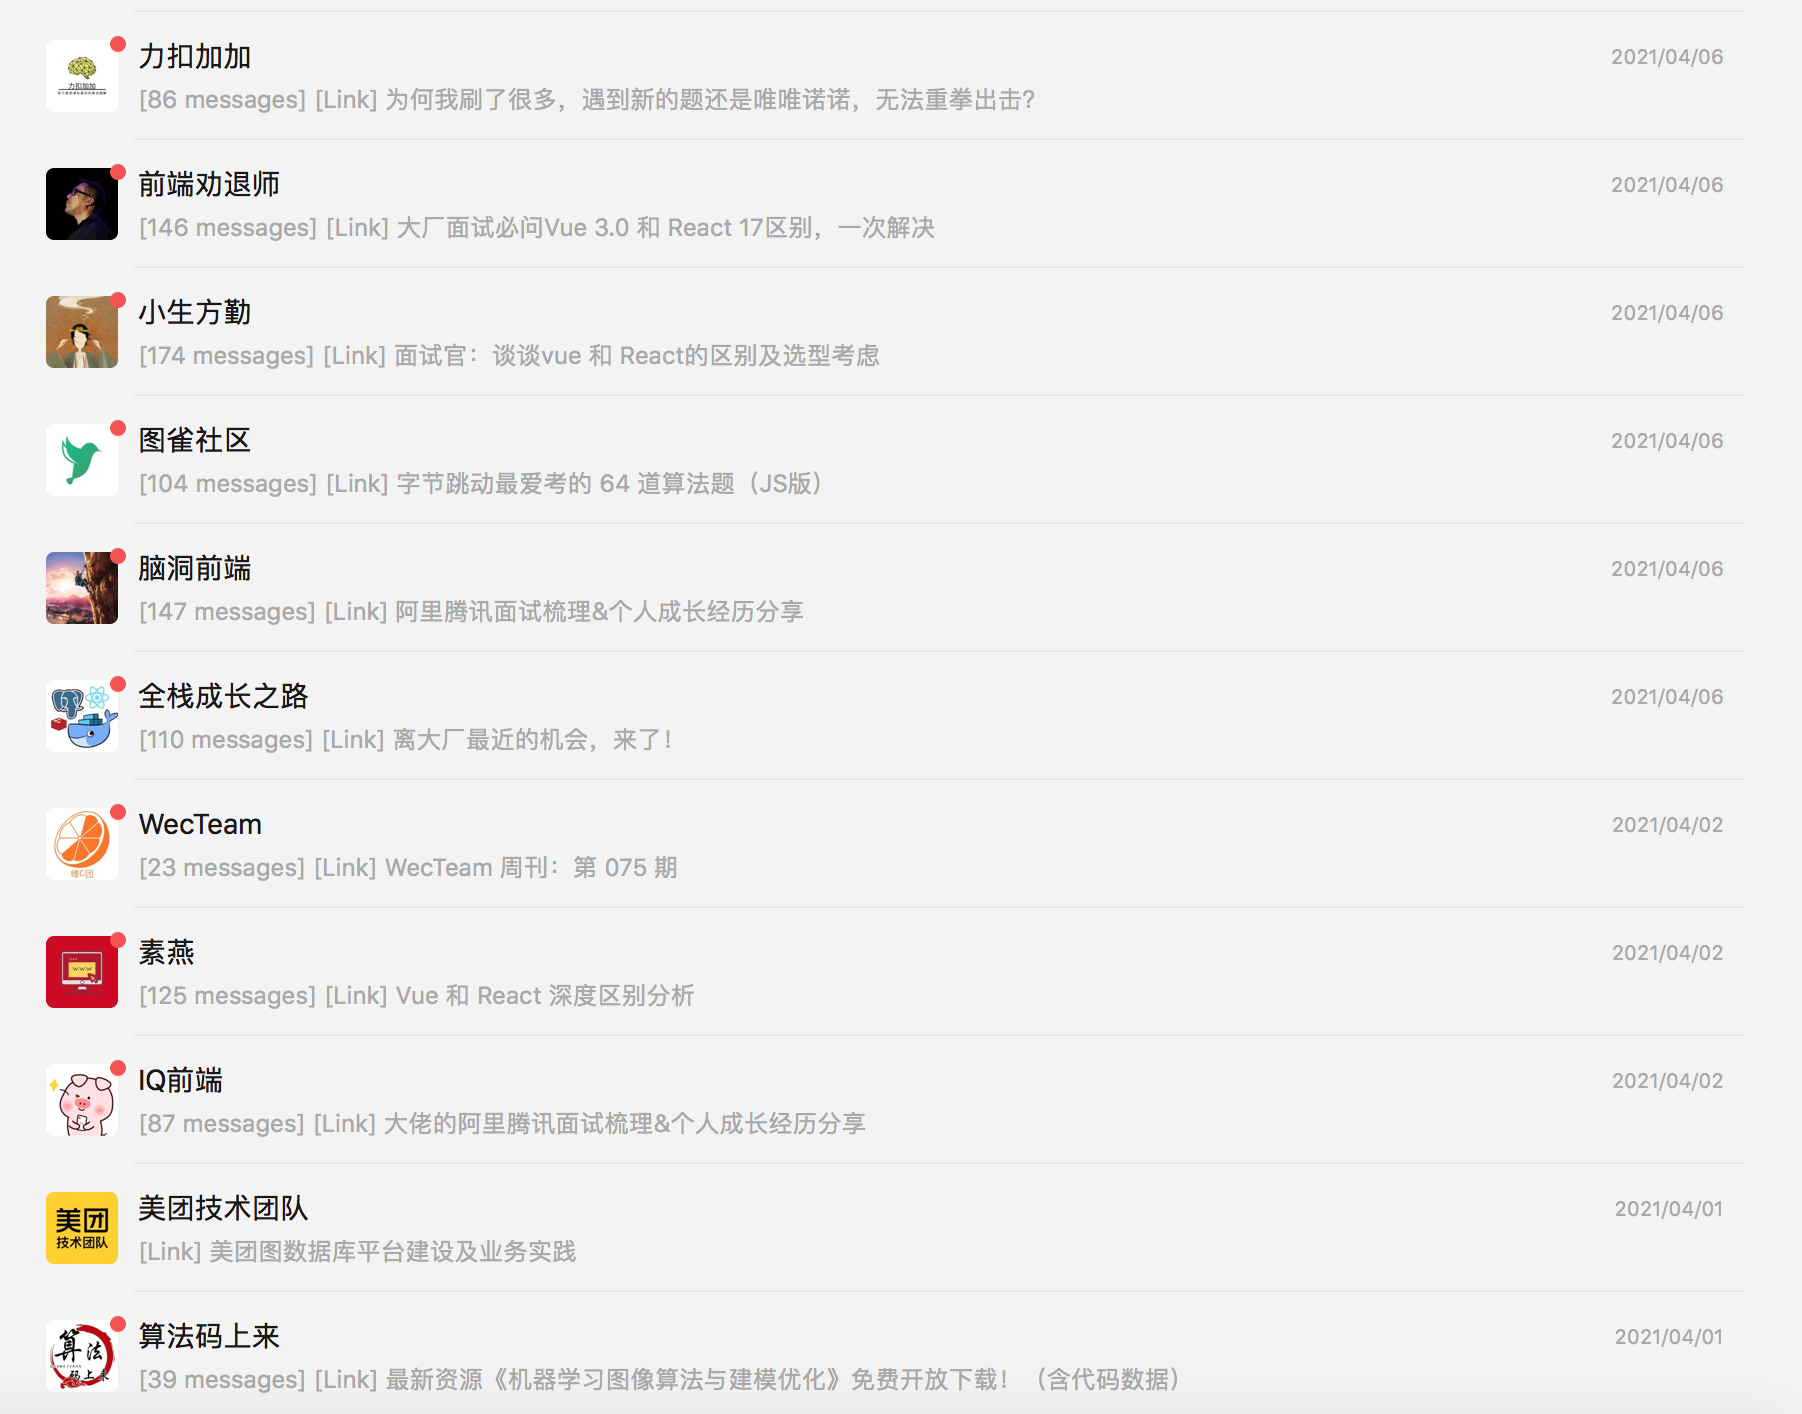 力扣加加
2021/04/06
[86 messages] [Link] 为何我刷了很多，遇到新的题还是唯唯诺诺，无法重拳出击?
力扣加加
前端劝退师
2021/04/06
[146 messages] [Link] 大厂面试必问Vue 3.0 和 React 17区别，一次解决
小生方勤
2021/04/06
[174 messages] [Link] 面试官：谈谈vue 和 React的区别及选型考虑
图雀社区
2021/04/06
[104 messages] [Link] 字节跳动最爱考的 64 道算法题（JS版）
脑洞前端
2021/04/06
[147 messages] [Link] 阿里腾讯面试梳理&个人成长经历分享
全栈成长之路
2021/04/06
[110 messages] [Link] 离大厂最近的机会，来了！
WecTeam
2021/04/02
[23 messages] [Link] WecTeam 周刊：第 075 期
维C团
素燕
2021/04/02
[125 messages] [Link] Vue 和 React 深度区别分析
www
IQ前端
2021/04/02
[87 messages] [Link] 大佬的阿里腾讯面试梳理&个人成长经历分享
美团技术团队
2021/04/01
[Link] 美团图数据库平台建设及业务实践
美团
技术团队
算法码上来
2021/04/01
[39 messages] [Link] 最新资源《机器学习图像算法与建模优化》免费开放下载！（含代码数据）
算法
码上来